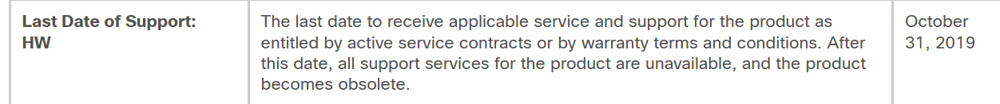 Last Date of Support:
HW
The last date to receive applicable service and support for the product as
entitled by active service contracts or by warranty terms and conditions. After
this date, all support services for the product are unavailable, and the product
becomes obsolete.
October
31, 2019